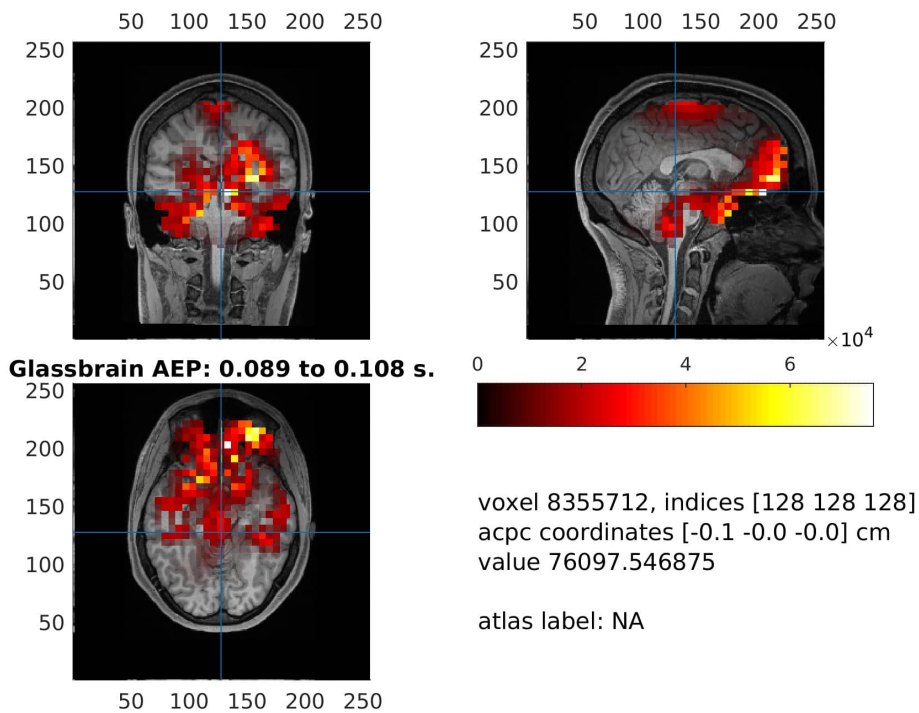 50 100 150 200 250
50 100 150 200 250
250
200
150
100
50
250
200
150
100
50
×10⁴
Glassbrain AEP: 0.089 to 0.108 s.
0 2 4 6
250
200
150
100
50
50 100 150 200 250
voxel 8355712, indices [128 128 128]
acpc coordinates [-0.1 -0.0 -0.0] cm
value 76097.546875
atlas label: NA